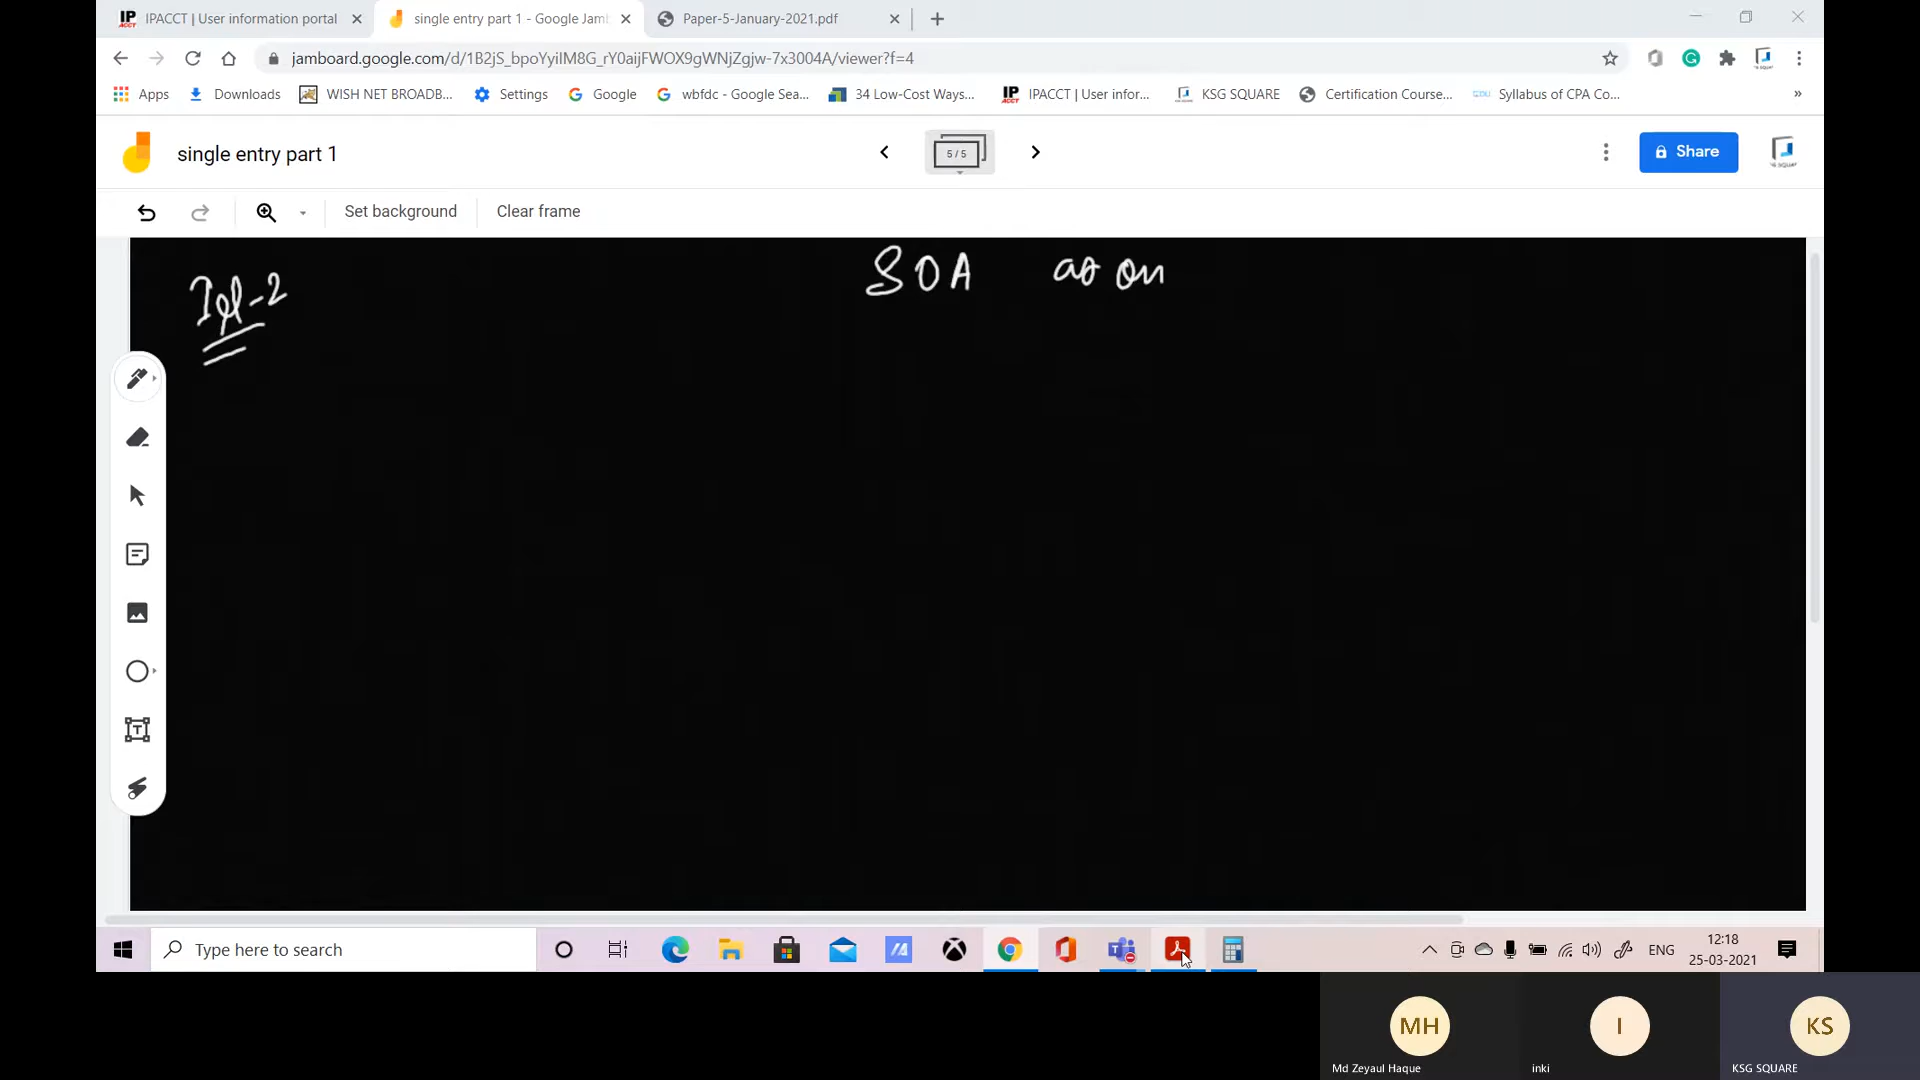 IPACCT | User information portal
single entry part 1 - Google Jamb
Paper-5-January-2021.pdf
jamboard.google.com/d/1B2jS_bpoYyiIM8G_rY0aijFWOX9gWNjZgjw-7x3004A/viewer?f=4
Apps Downloads WISH NET BROADB... Settings Google wbfdc - Google Sea... 34 Low-Cost Ways... IPACCT | User infor... KSG SQUARE Certification Course... Syllabus of CPA Co... »
single entry part 1
5 / 5
Share
Set background
Clear frame
SOA as on
Type here to search
ENG
12:18
25-03-2021
MH
I
KS
Md Zeyaul Haque
inki
KSG SQUARE